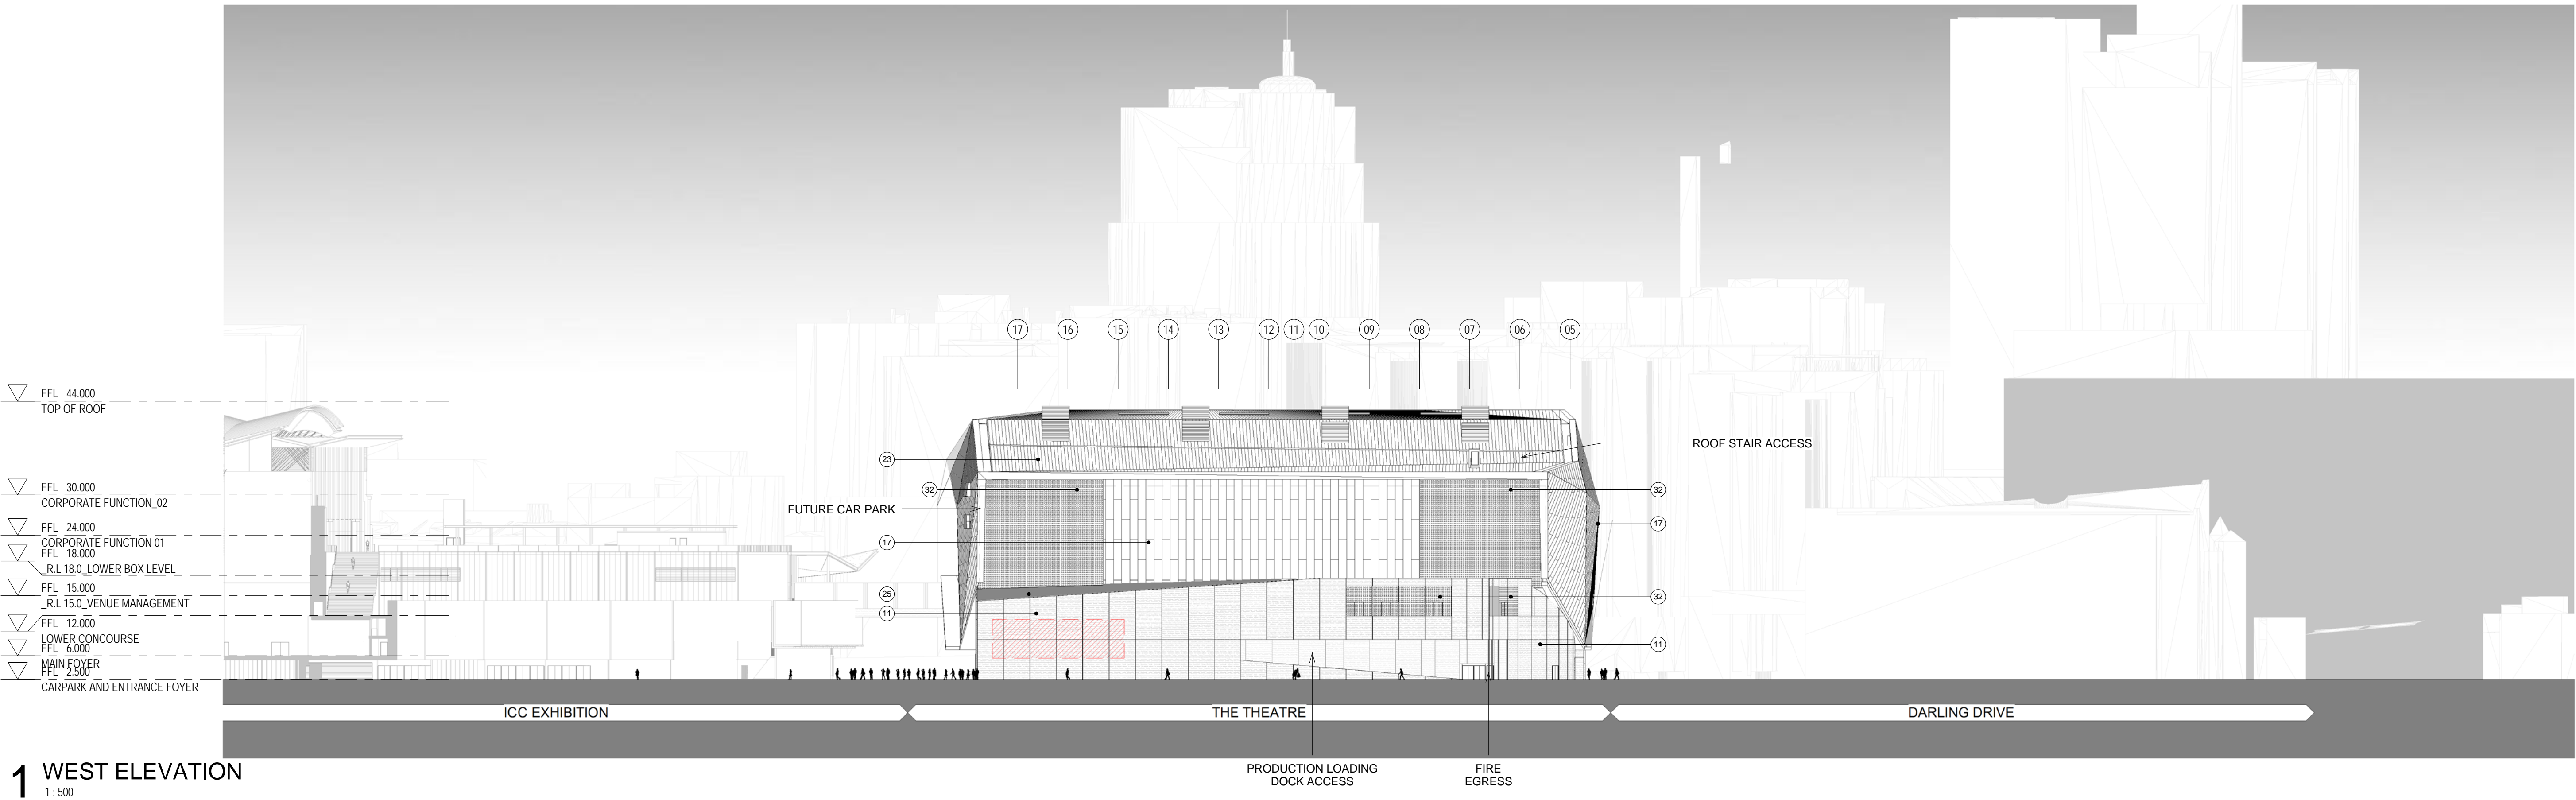 17 16 15 14 13 12 11 10 09 08 07 06 05
FFL 44.000
TOP OF ROOF
ROOF STAIR ACCESS
23
FFL 30.000
CORPORATE FUNCTION_02
32
32
FUTURE CAR PARK
17
FFL 24.000
CORPORATE FUNCTION 01
17
FFL 18.000
_R.L 18.0_LOWER BOX LEVEL
FFL 15.000
_R.L 15.0_VENUE MANAGEMENT
25
32
11
FFL 12.000
LOWER CONCOURSE
11
FFL 6.000
MAIN FOYER
FFL 2.500
CARPARK AND ENTRANCE FOYER
ICC EXHIBITION
THE THEATRE
DARLING DRIVE
PRODUCTION LOADING
DOCK ACCESS
FIRE
EGRESS
1 WEST ELEVATION
1 : 500